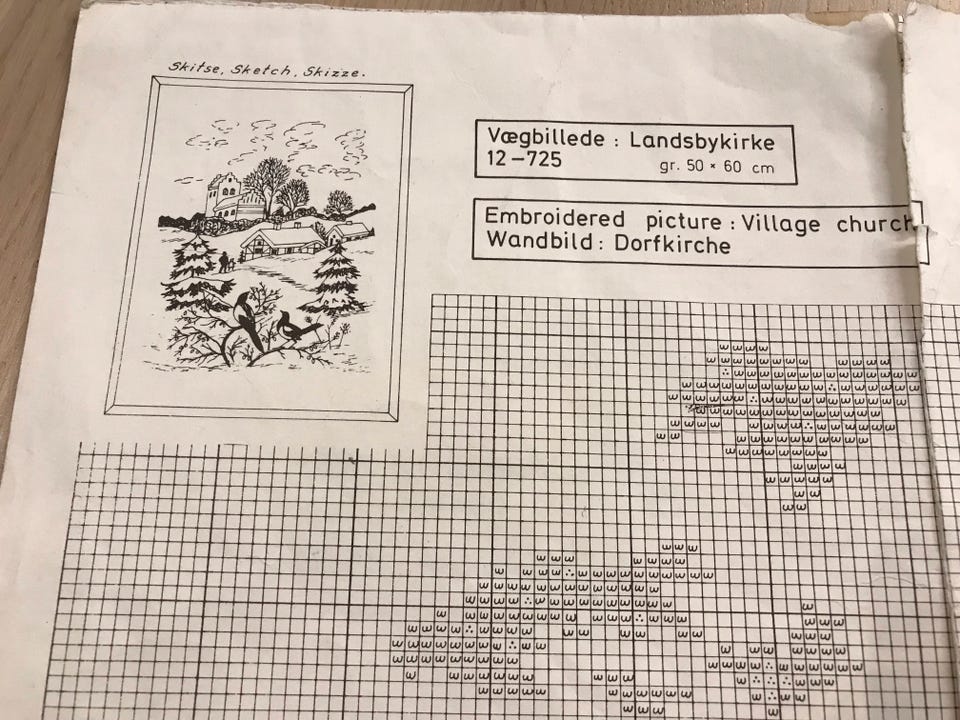 Skitse, Sketch, Skizze.
Vægbillede : Landsbykirke
12-725 gr. 50 × 60 cm
Embroidered picture : Village church
Wandbild : Dorfkirche